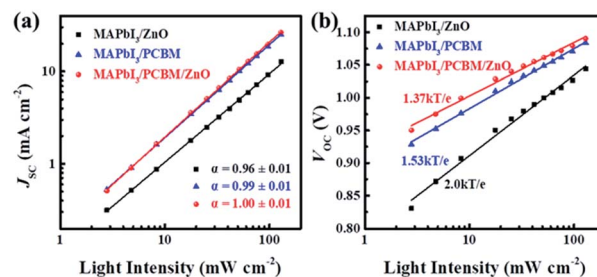 (a)
MAPbI3/ZnO
MAPbI3/PCBM
MAPbI3/PCBM/ZnO
10
1
JSC (mA cm-2)
α = 0.96 ± 0.01
α = 0.99 ± 0.01
α = 1.00 ± 0.01
1 10 100
Light Intensity (mW cm-2)
(b)
MAPbI3/ZnO
MAPbI3/PCBM
MAPbI3/PCBM/ZnO
1.10
1.05
1.00
0.95
0.90
0.85
0.80
VOC (V)
1.37kT/e
1.53kT/e
2.0kT/e
1 10 100
Light Intensity (mW cm-2)